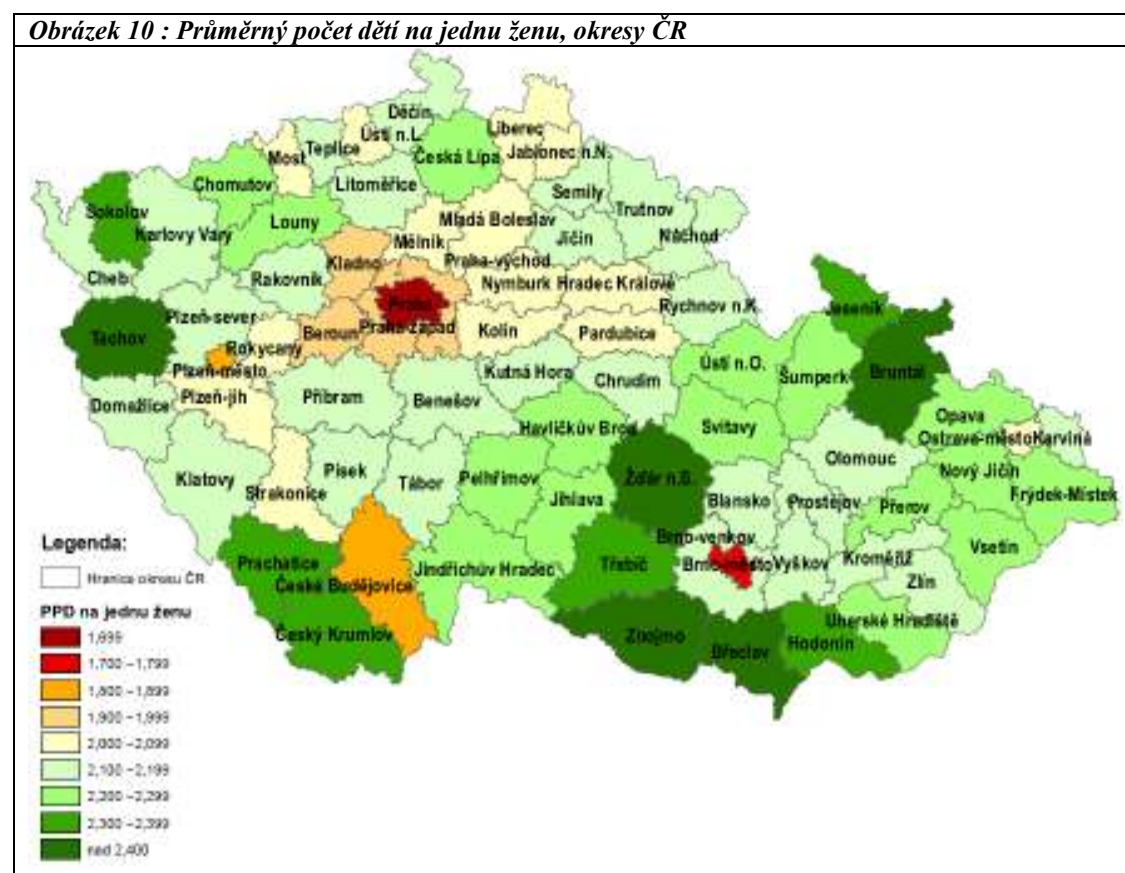 Obrázek 10 : Průměrný počet dětí na jednu ženu, okresy ČR
Děčín
Liberec
Ústí n.L.
Teplice
Most
Jablonec n.N.
Česká Lípa
Chomutov
Litoměřice
Semily
Trutnov
Sokolov
Louny
Mladá Boleslav
Karlovy Vary
Mělník
Jičín
Náchod
Kladno
Praha-východ
Cheb
Rakovník
Nymburk
Hradec Králové
Praha
Rychnov n.K.
Jeseník
Plzeň-sever
Tachov
Beroun
Praha-západ
Kolín
Pardubice
Rokycany
Plzeň-město
Ústí n.O.
Kutná Hora
Chrudim
Šumperk
Bruntál
Plzeň-jih
Příbram
Benešov
Domažlice
Opava
Havlíčkův Brod
Svitavy
Ostrava-město
Karviná
Olomouc
Klatovy
Písek
Tábor
Pelhřimov
Žďár n.S.
Nový Jičín
Strakonice
Jihlava
Blansko
Prostějov
Přerov
Frýdek-Místek
Brno-venkov
Vsetín
Legenda:
Prachatice
Jindřichův Hradec
Třebíč
Brno-město
Vyškov
Kroměříž
Hranice okresu ČR
České Budějovice
Zlín
PPD na jednu ženu
Uherské Hradiště
Český Krumlov
Znojmo
Břeclav
Hodonín
1,699
1,700 – 1,799
1,800 – 1,899
1,900 – 1,999
2,000 – 2,099
2,100 – 2,199
2,200 – 2,299
2,300 – 2,399
nad 2,400